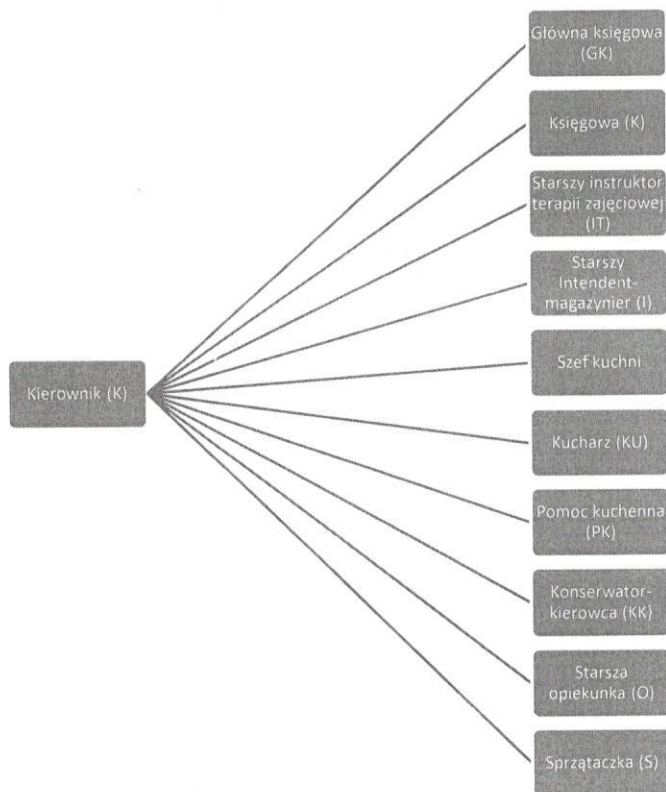 Główna księgowa
(GK)
Księgowa (K)
Starszy instruktor
terapii zajęciowej
(IT)
Starszy
Intendent-
magazynier (I)
Szef kuchni
Kierownik (K)
Kucharz (KU)
Pomoc kuchenna
(PK)
Konserwator-
kierowca (KK)
Starsza
opiekunka (O)
Sprzątaczka (S)